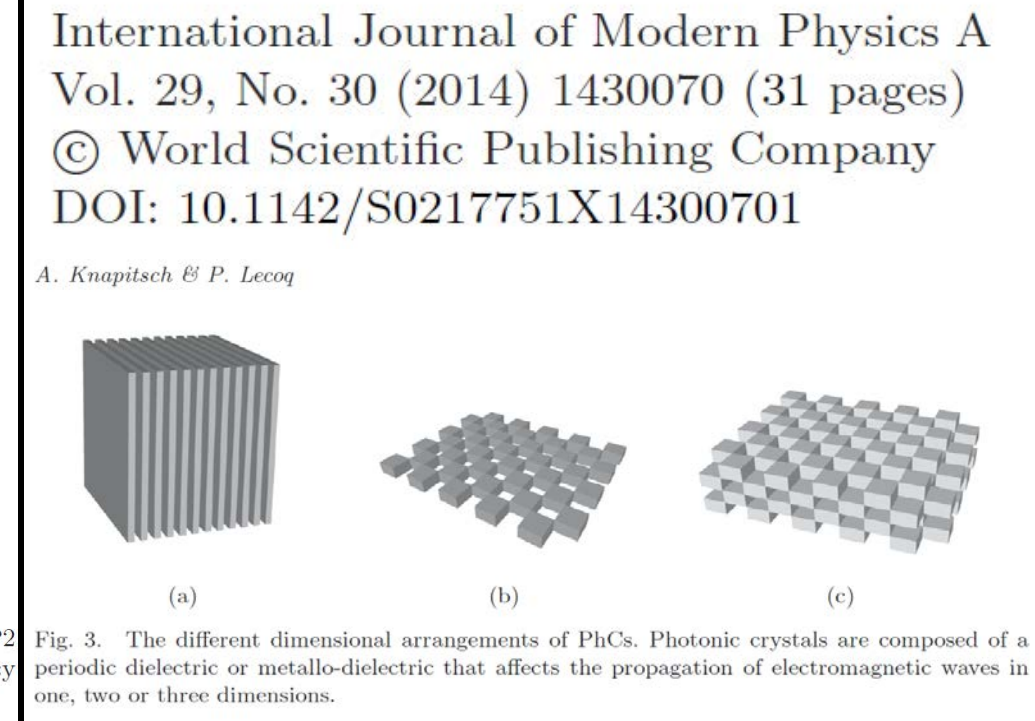 International Journal of Modern Physics A
Vol. 29, No. 30 (2014) 1430070 (31 pages)
© World Scientific Publishing Company
DOI: 10.1142/S0217751X14300701
A. Knapitsch & P. Lecoq
(a)
(b)
(c)
Fig. 3. The different dimensional arrangements of PhCs. Photonic crystals are composed of a
periodic dielectric or metallo-dielectric that affects the propagation of electromagnetic waves in
one, two or three dimensions.